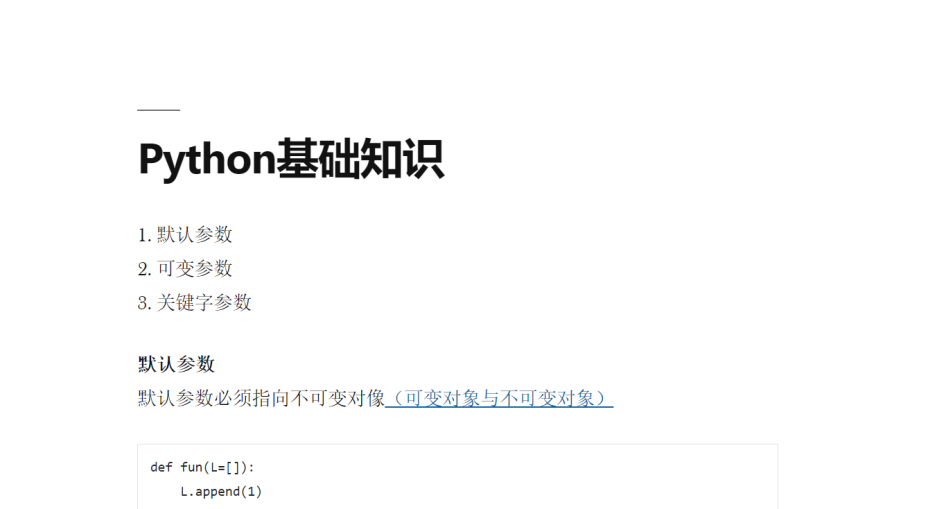 Python基础知识
1. 默认参数
2. 可变参数
3. 关键字参数
默认参数
默认参数必须指向不可变对像（可变对象与不可变对象）
def fun(L=[]):
    L.append(1)